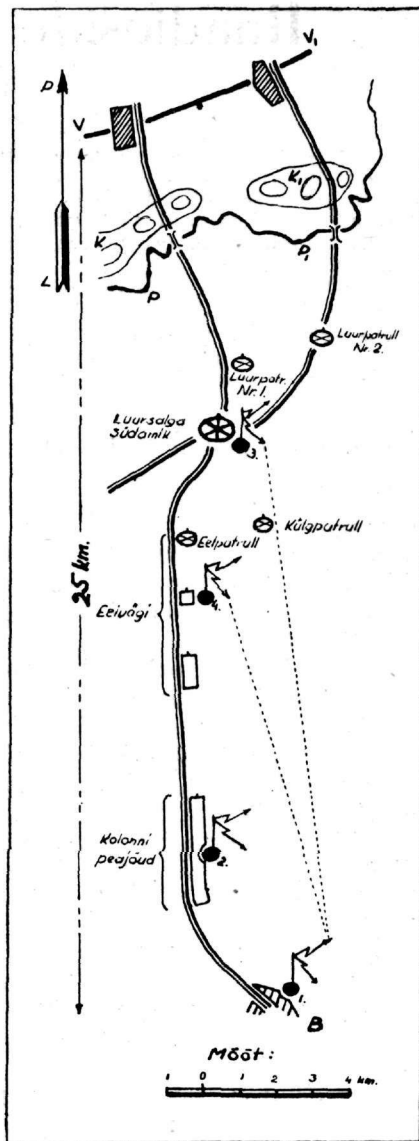 P
V
V₁
L
K
K₁
P
P₁
Luurpatrull
Nr. 2.
Luurpatr.
Nr. 1.
Luursalga
Südamik
3.
Külgpatrull
Eelpatrull
4.
Eelvägi
25 km.
Kolonni
peajõud
2.
1.
B
Mõõt:
1 0 1 2 3 4 km.